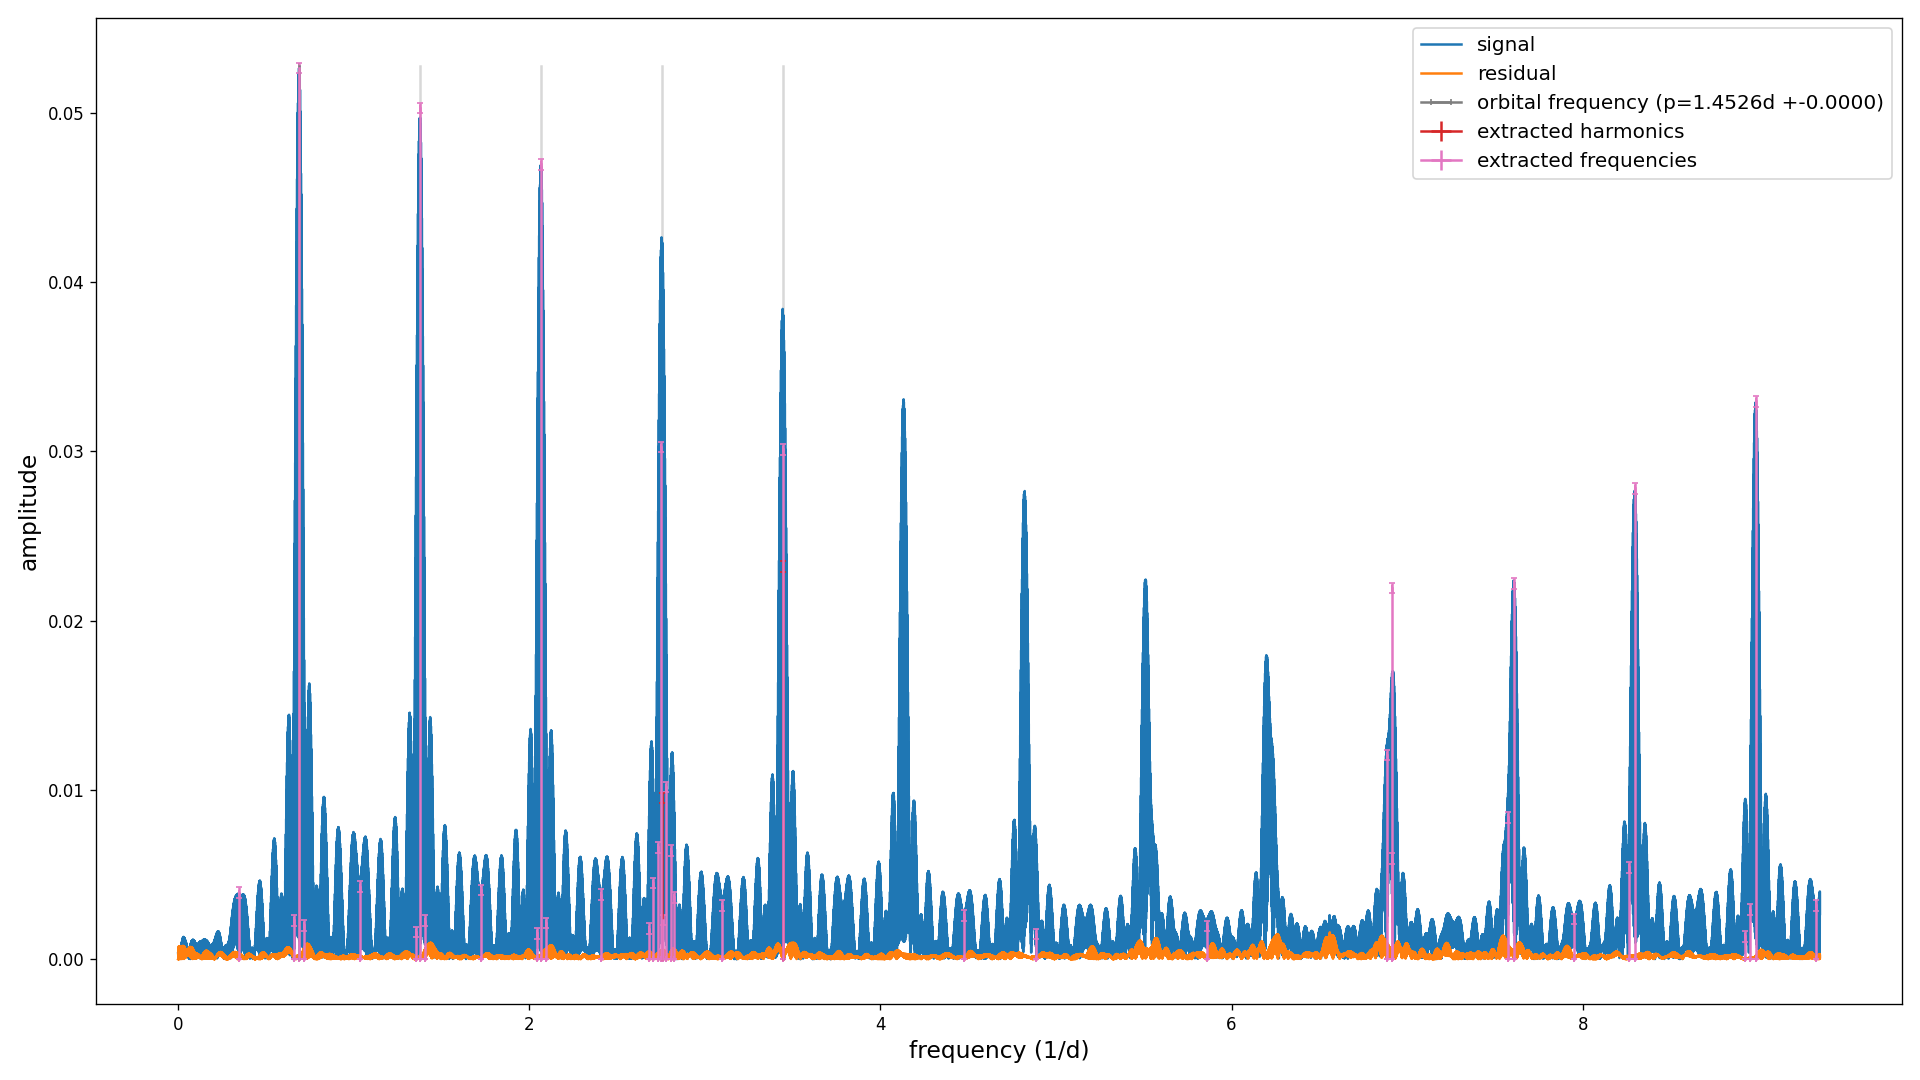 signal
residual
orbital frequency (p=1.4526d +-0.0000)
extracted harmonics
extracted frequencies
0.05
0.04
0.03
0.02
0.01
0.00
amplitude
0 2 4 6 8
frequency (1/d)